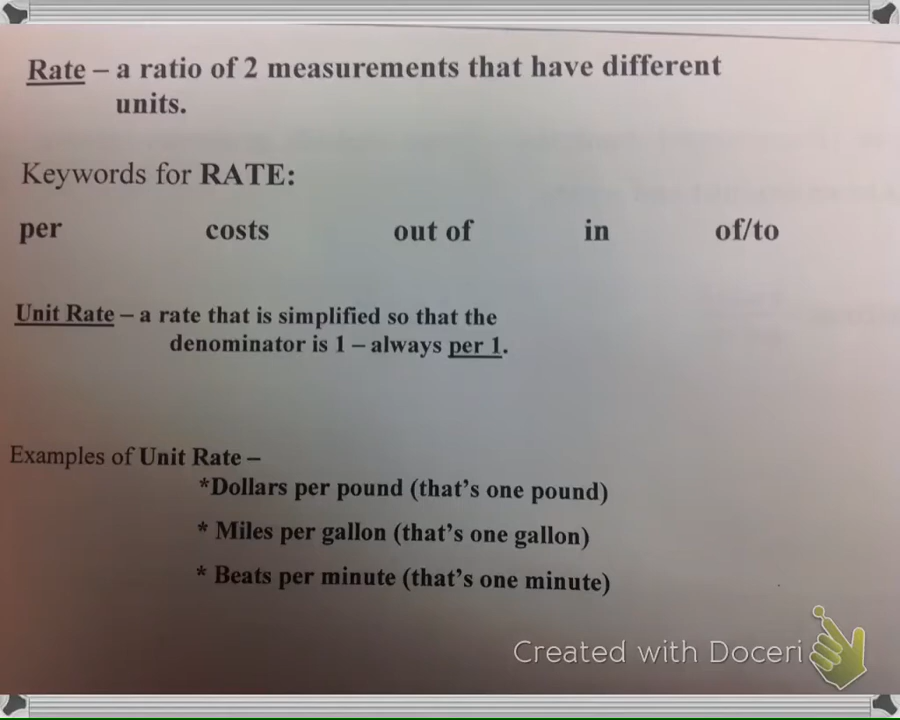 Rate – a ratio of 2 measurements that have different
units.
Keywords for RATE:
per costs out of in of/to
Unit Rate – a rate that is simplified so that the
denominator is 1 – always per 1.
Examples of Unit Rate –
*Dollars per pound (that's one pound)
* Miles per gallon (that's one gallon)
* Beats per minute (that's one minute)
Created with Doceri